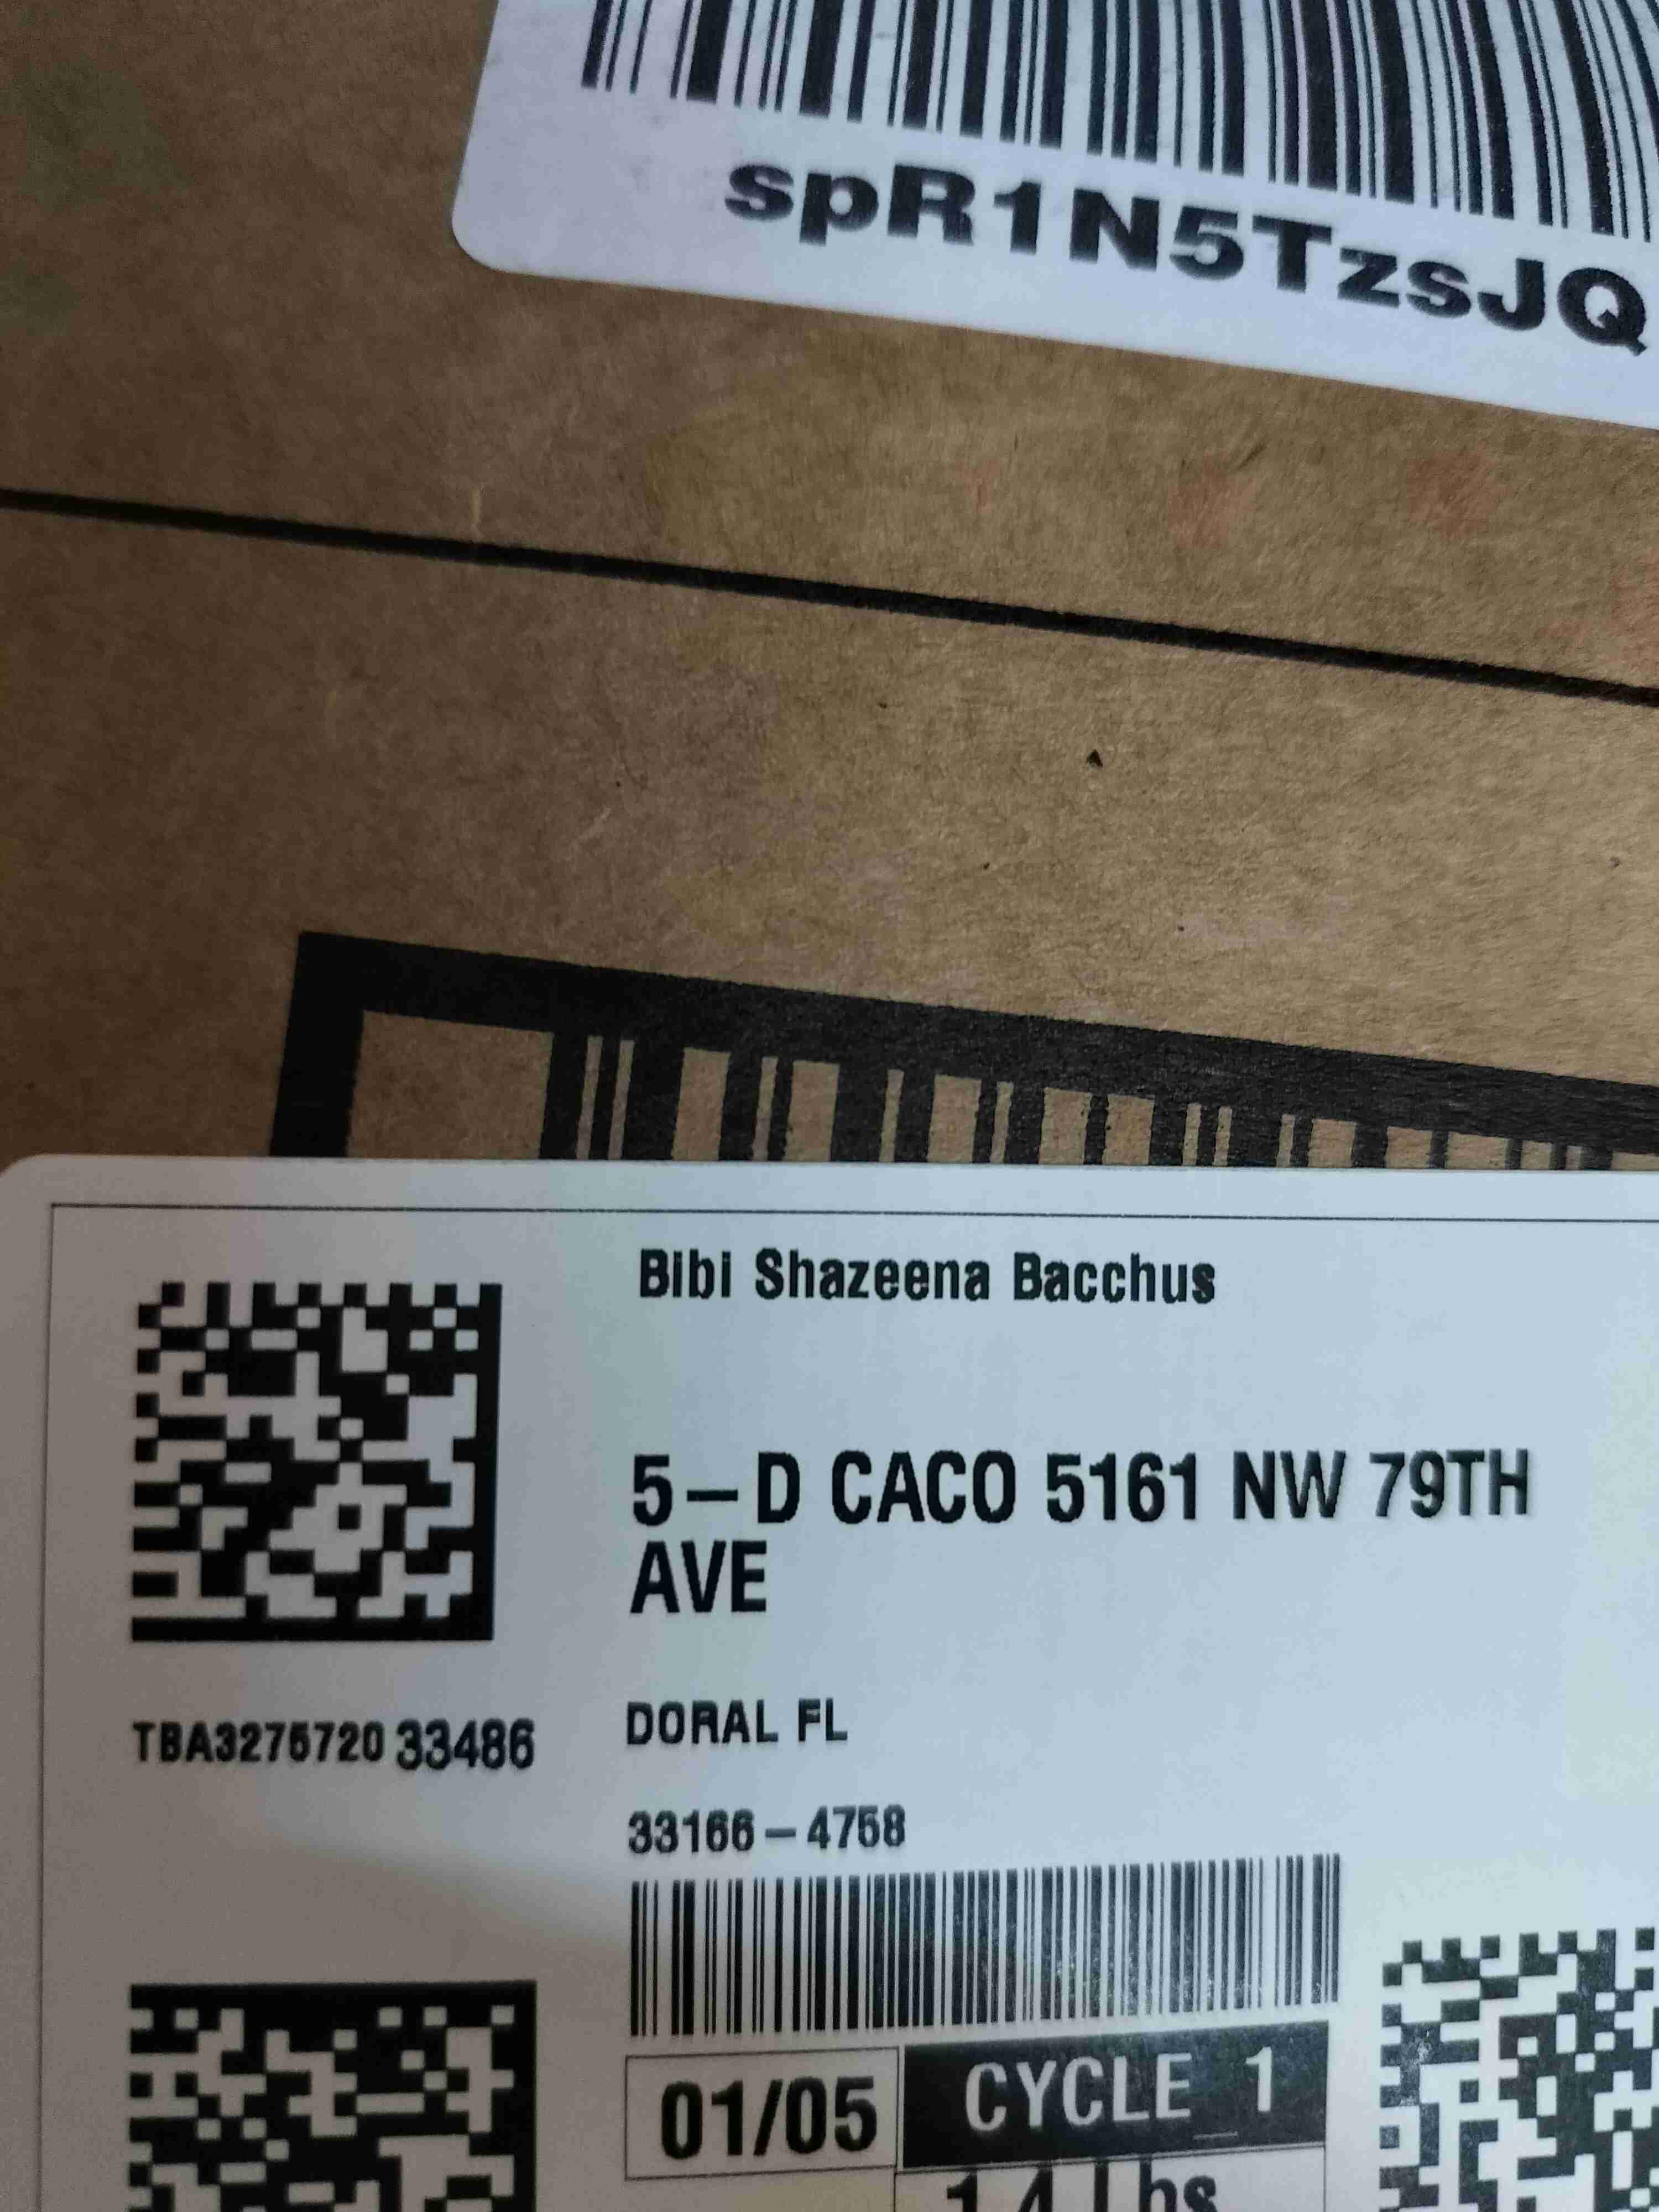 spR1N5TzsJQ
Bibi Shazeena Bacchus
5-D CACO 5161 NW 79TH
AVE
TBA3275720 33486
DORAL FL
33166-4758
01/05
CYCLE 1